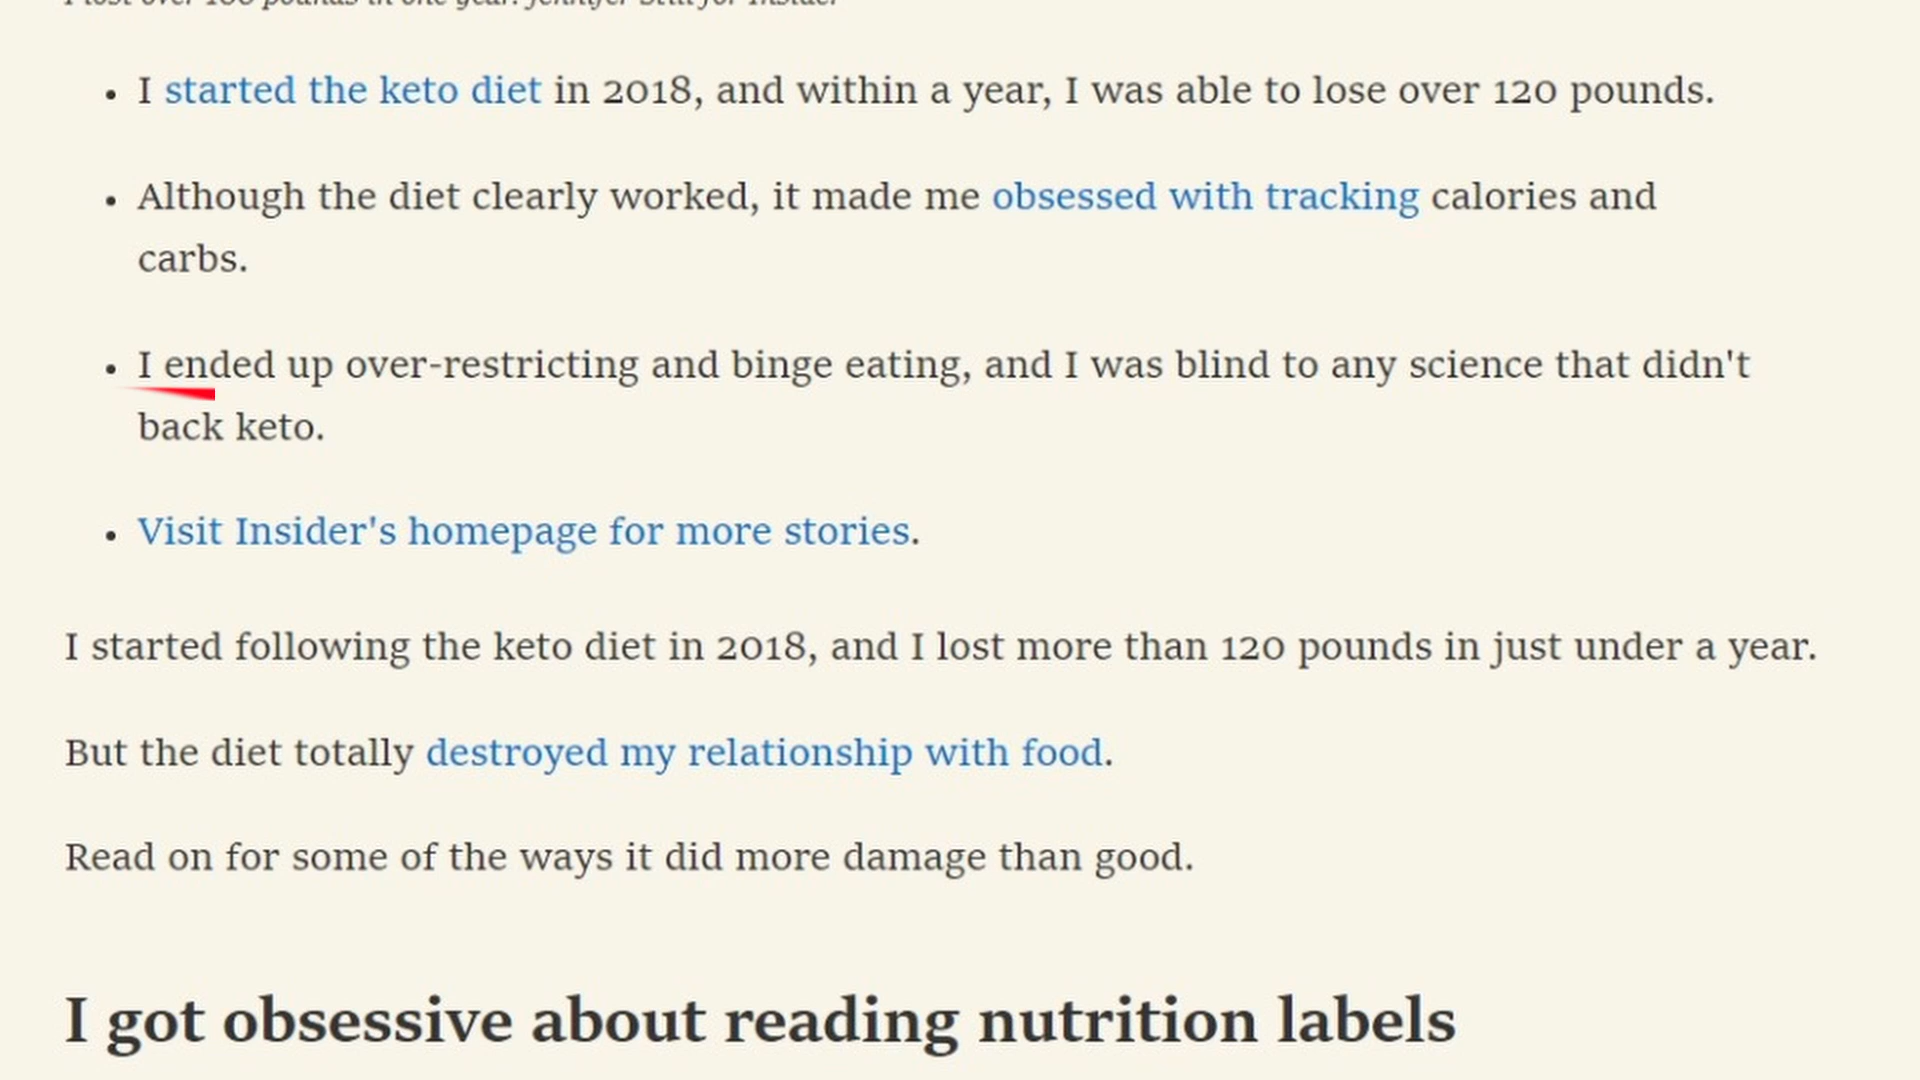 I started the keto diet in 2018, and within a year, I was able to lose over 120 pounds.
Although the diet clearly worked, it made me obsessed with tracking calories and
carbs.
I ended up over-restricting and binge eating, and I was blind to any science that didn't
back keto.
Visit Insider's homepage for more stories.
I started following the keto diet in 2018, and I lost more than 120 pounds in just under a year.
But the diet totally destroyed my relationship with food.
Read on for some of the ways it did more damage than good.
I got obsessive about reading nutrition labels